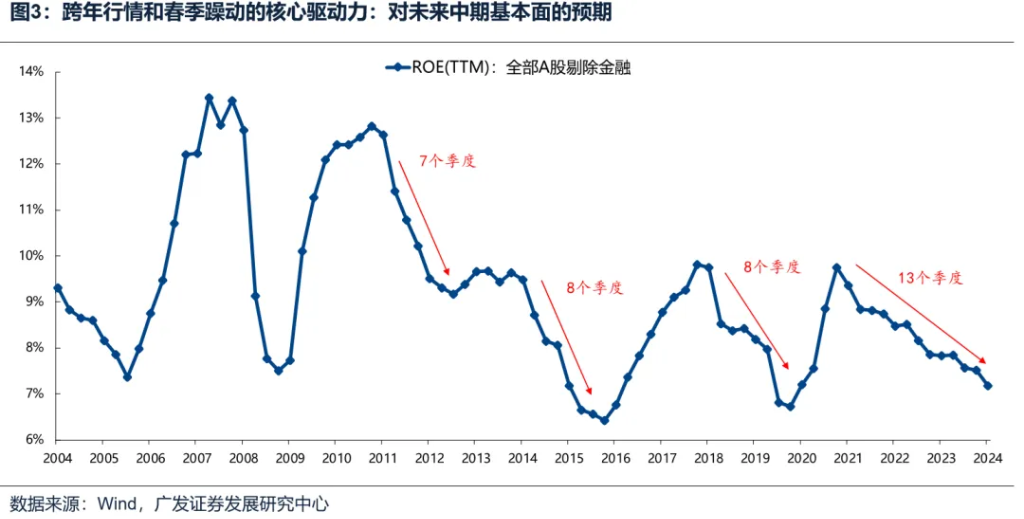 图3：跨年行情和春季躁动的核心驱动力：对未来中期基本面的预期
14%
ROE(TTM)：全部A股剔除金融
13%
12%
7个季度
11%
10%
9%
8个季度
8个季度
13个季度
8%
7%
6%
2004 2005 2006 2007 2008 2009 2010 2011 2012 2013 2014 2015 2016 2017 2018 2019 2020 2021 2022 2023 2024
数据来源：Wind，广发证券发展研究中心